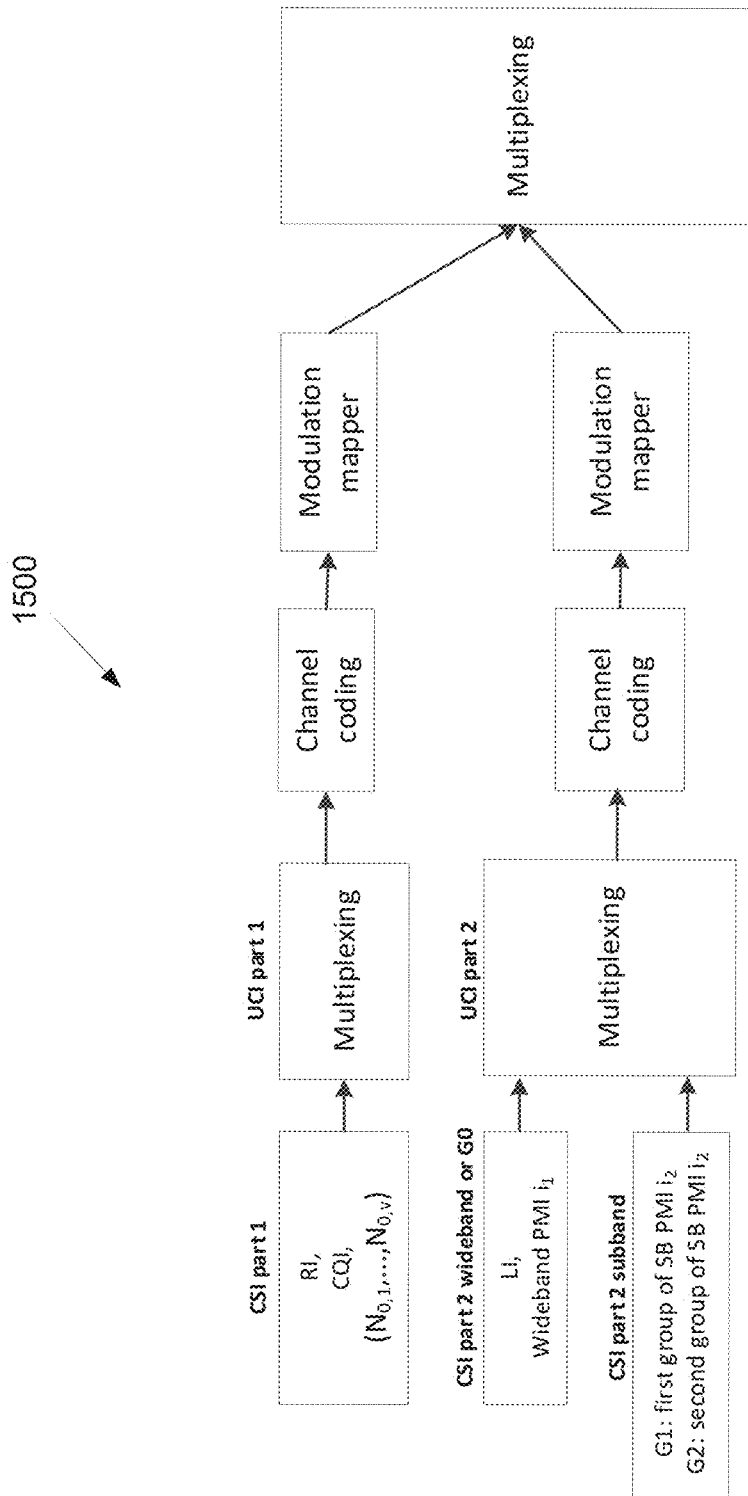 1500
CSI part 1
RI,
CQI,
(N0,1,...,N0,v)
UCI part 1
Multiplexing
Channel
coding
Modulation
mapper
CSI part 2 wideband or G0
LI,
Wideband PMI i1
CSI part 2 subband
G1: first group of SB PMI i2
G2: second group of SB PMI i2
UCI part 2
Multiplexing
Channel
coding
Modulation
mapper
Multiplexing